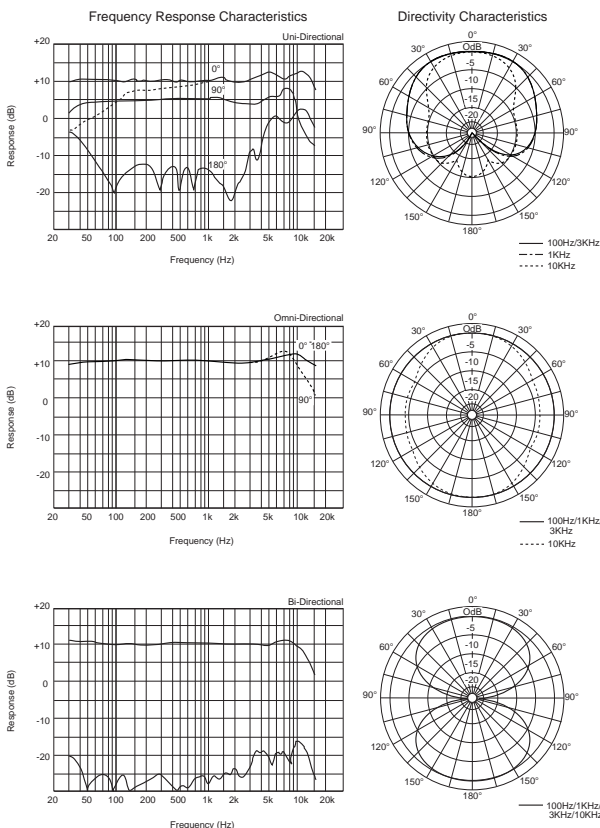 Frequency Response Characteristics
Directivity Characteristics
Uni-Directional
+20
+10
0
-10
-20
Response (dB)
0°
90°
180°
20 50 100 200 500 1k 2k 5k 10k 20k
Frequency (Hz)
0°
30° 30°
60° 60°
90° 90°
120° 120°
150° 150°
180°
OdB
-5
-10
-15
-20
100Hz/3KHz
1KHz
10KHz
Omni-Directional
+20
+10
0
-10
-20
Response (dB)
0° 180°
90°
20 50 100 200 500 1k 2k 5k 10k 20k
Frequency (Hz)
0°
30° 30°
60° 60°
90° 90°
120° 120°
150° 150°
180°
OdB
-5
-10
-15
-20
100Hz/1KHz/
3KHz
10KHz
Bi-Directional
+20
+10
0
-10
-20
Response (dB)
20 50 100 200 500 1k 2k 5k 10k 20k
Frequency (Hz)
0°
30° 30°
60° 60°
90° 90°
120° 120°
150° 150°
180°
OdB
-5
-10
-15
-20
100Hz/1KHz/
3KHz/10KHz